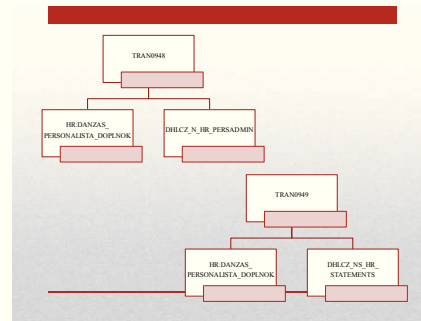 TRAN0948
HR:DANZAS_
PERSONALISTA_DOPLNOK
DHLCZ_N_HR_PERSADMIN
TRAN0949
HR:DANZAS_
PERSONALISTA_DOPLNOK
DHLCZ_NS_HR_
STATEMENTS